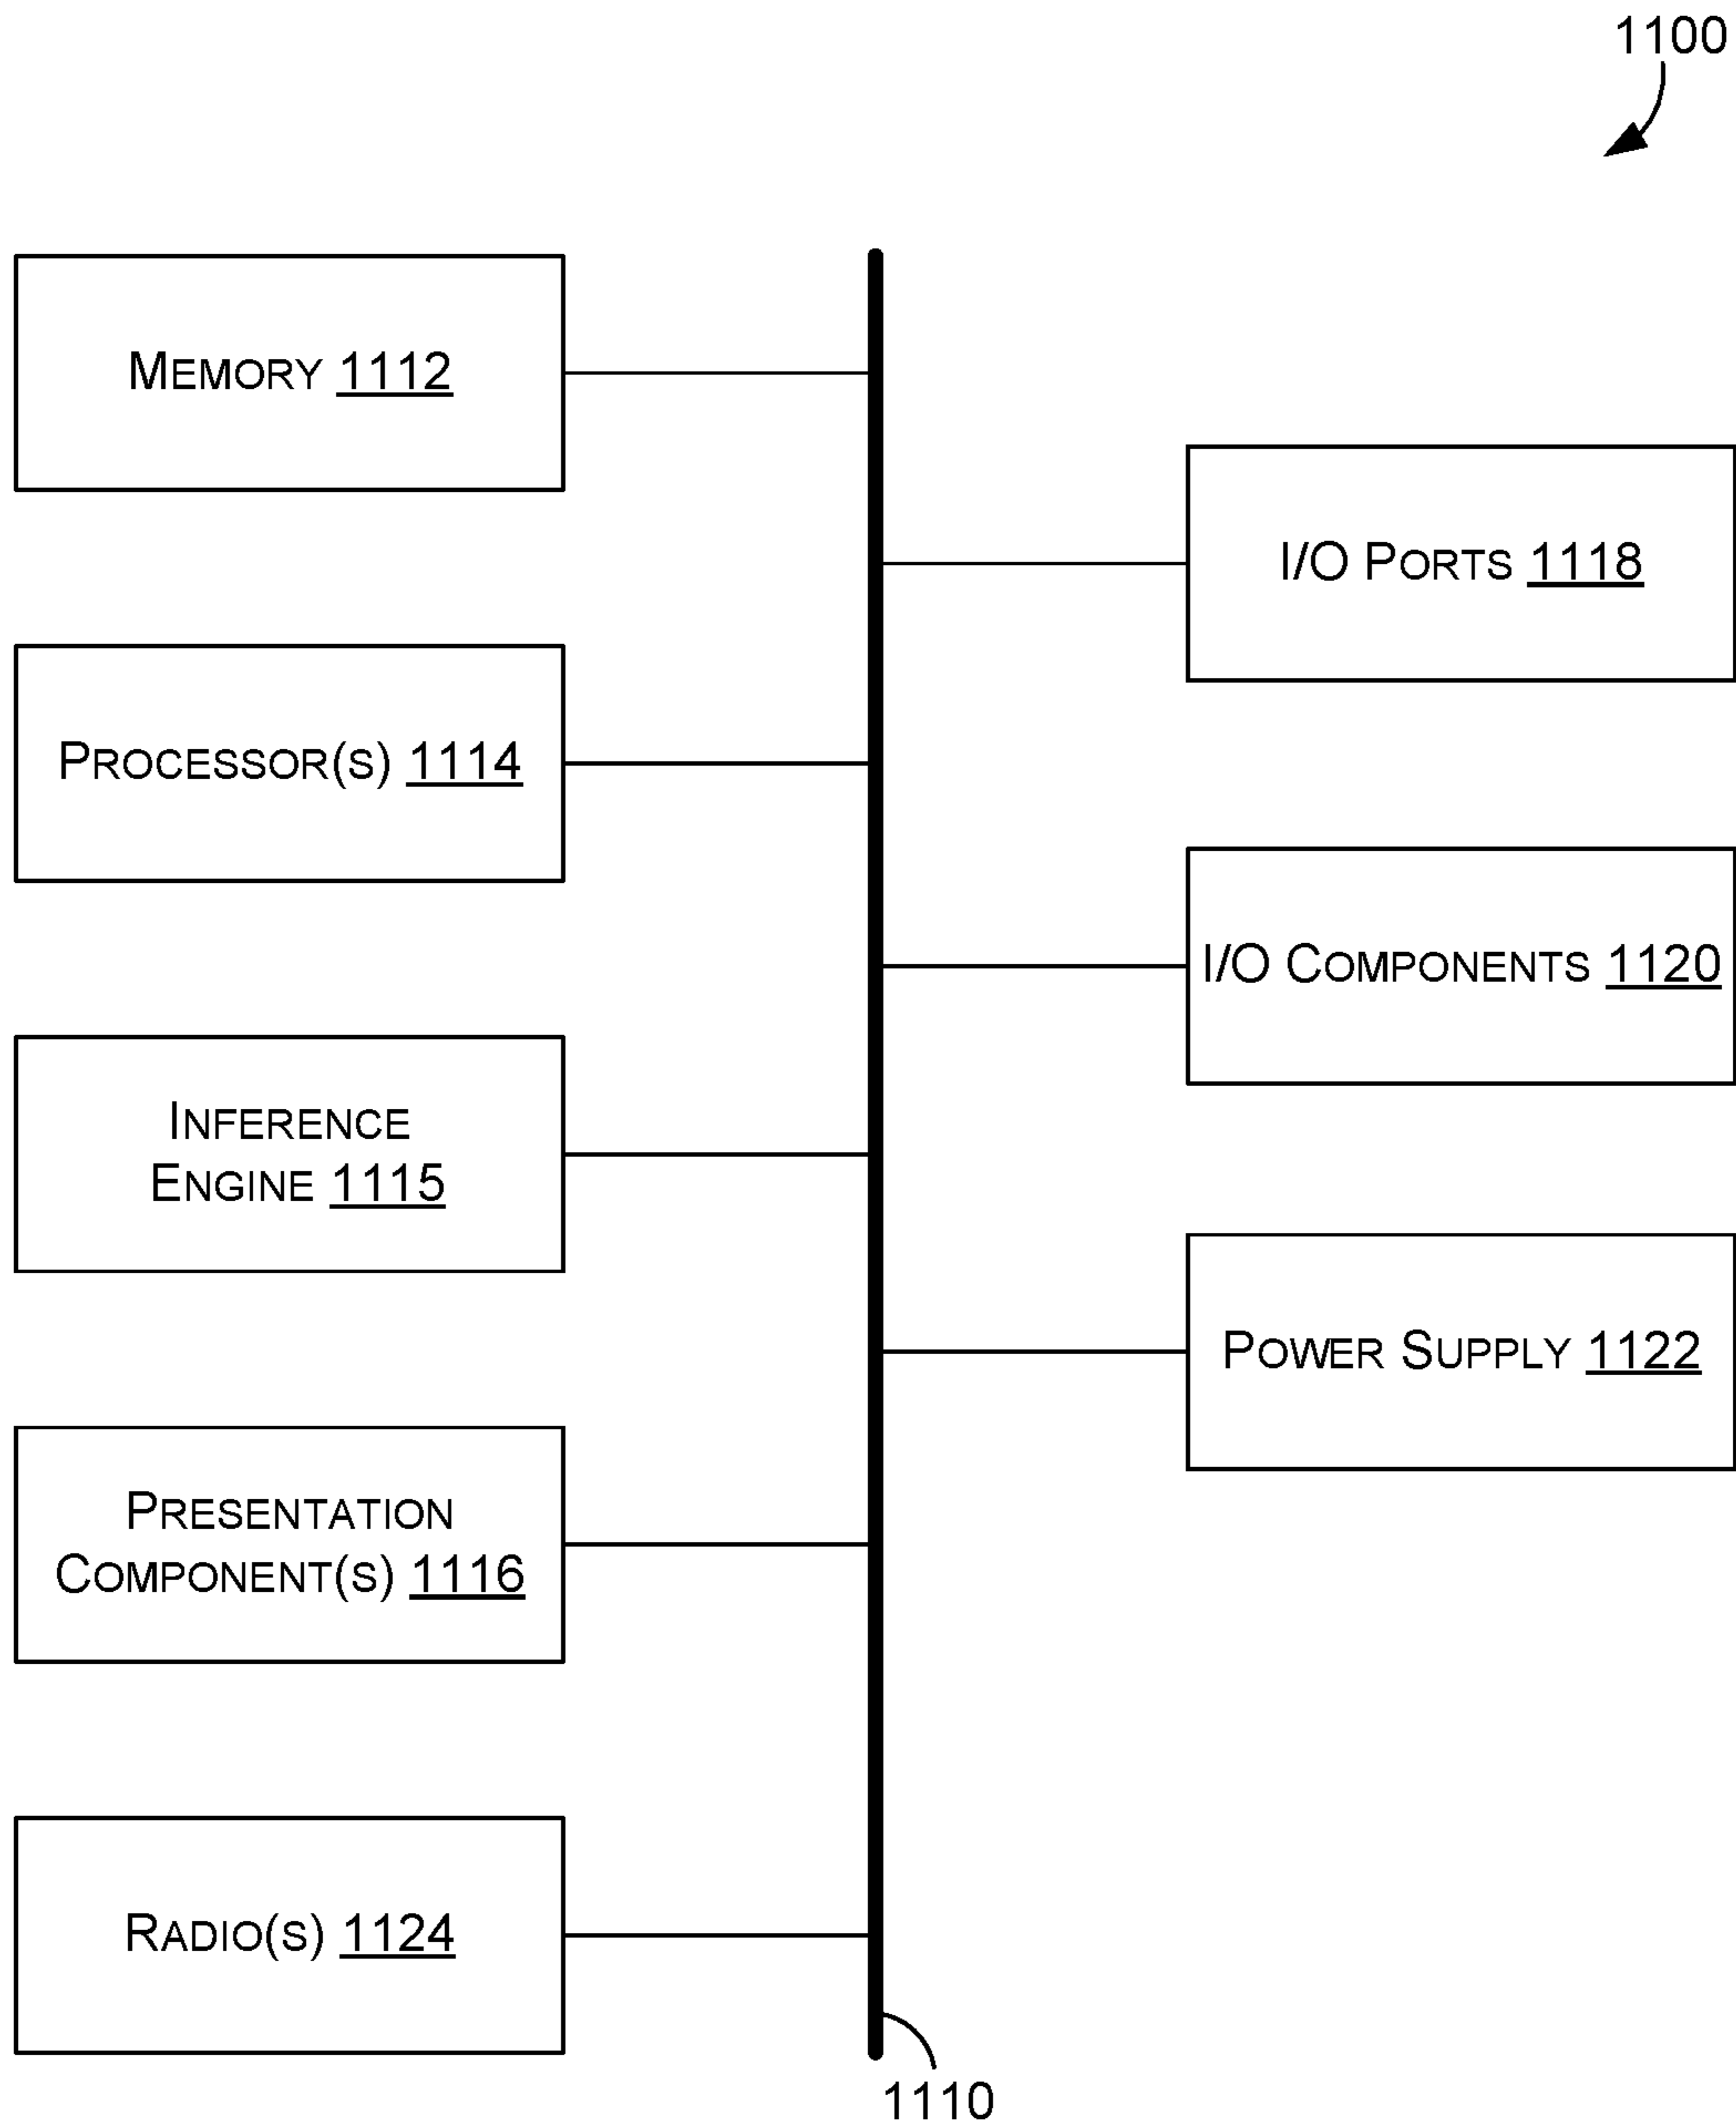 1100
MEMORY 1112
I/O PORTS 1118
PROCESSOR(S) 1114
I/O COMPONENTS 1120
INFERENCE
ENGINE 1115
POWER SUPPLY 1122
PRESENTATION
COMPONENT(S) 1116
RADIO(S) 1124
1110